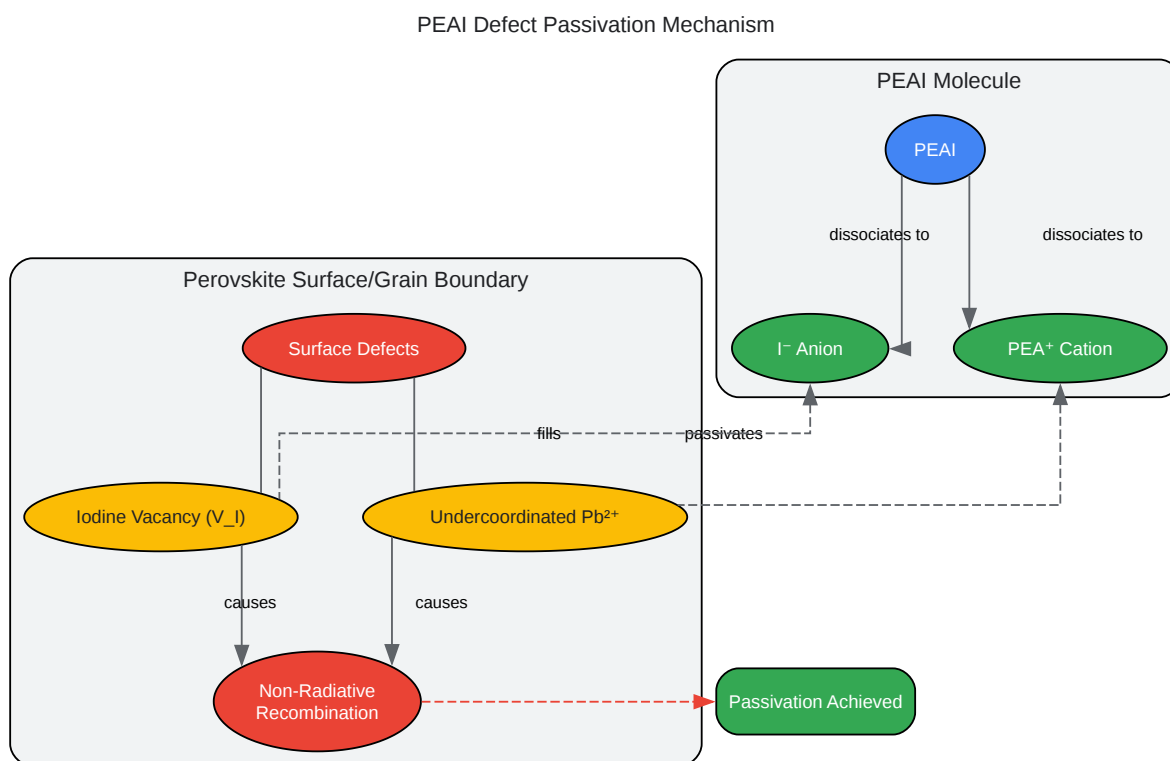 PEAI Defect Passivation Mechanism
PEAI Molecule
PEAI
dissociates to
dissociates to
Perovskite Surface/Grain Boundary
Surface Defects
I⁻ Anion
PEA⁺ Cation
fills
passivates
Iodine Vacancy (V_I)
Undercoordinated Pb²⁺
causes
causes
Non-Radiative
Recombination
Passivation Achieved